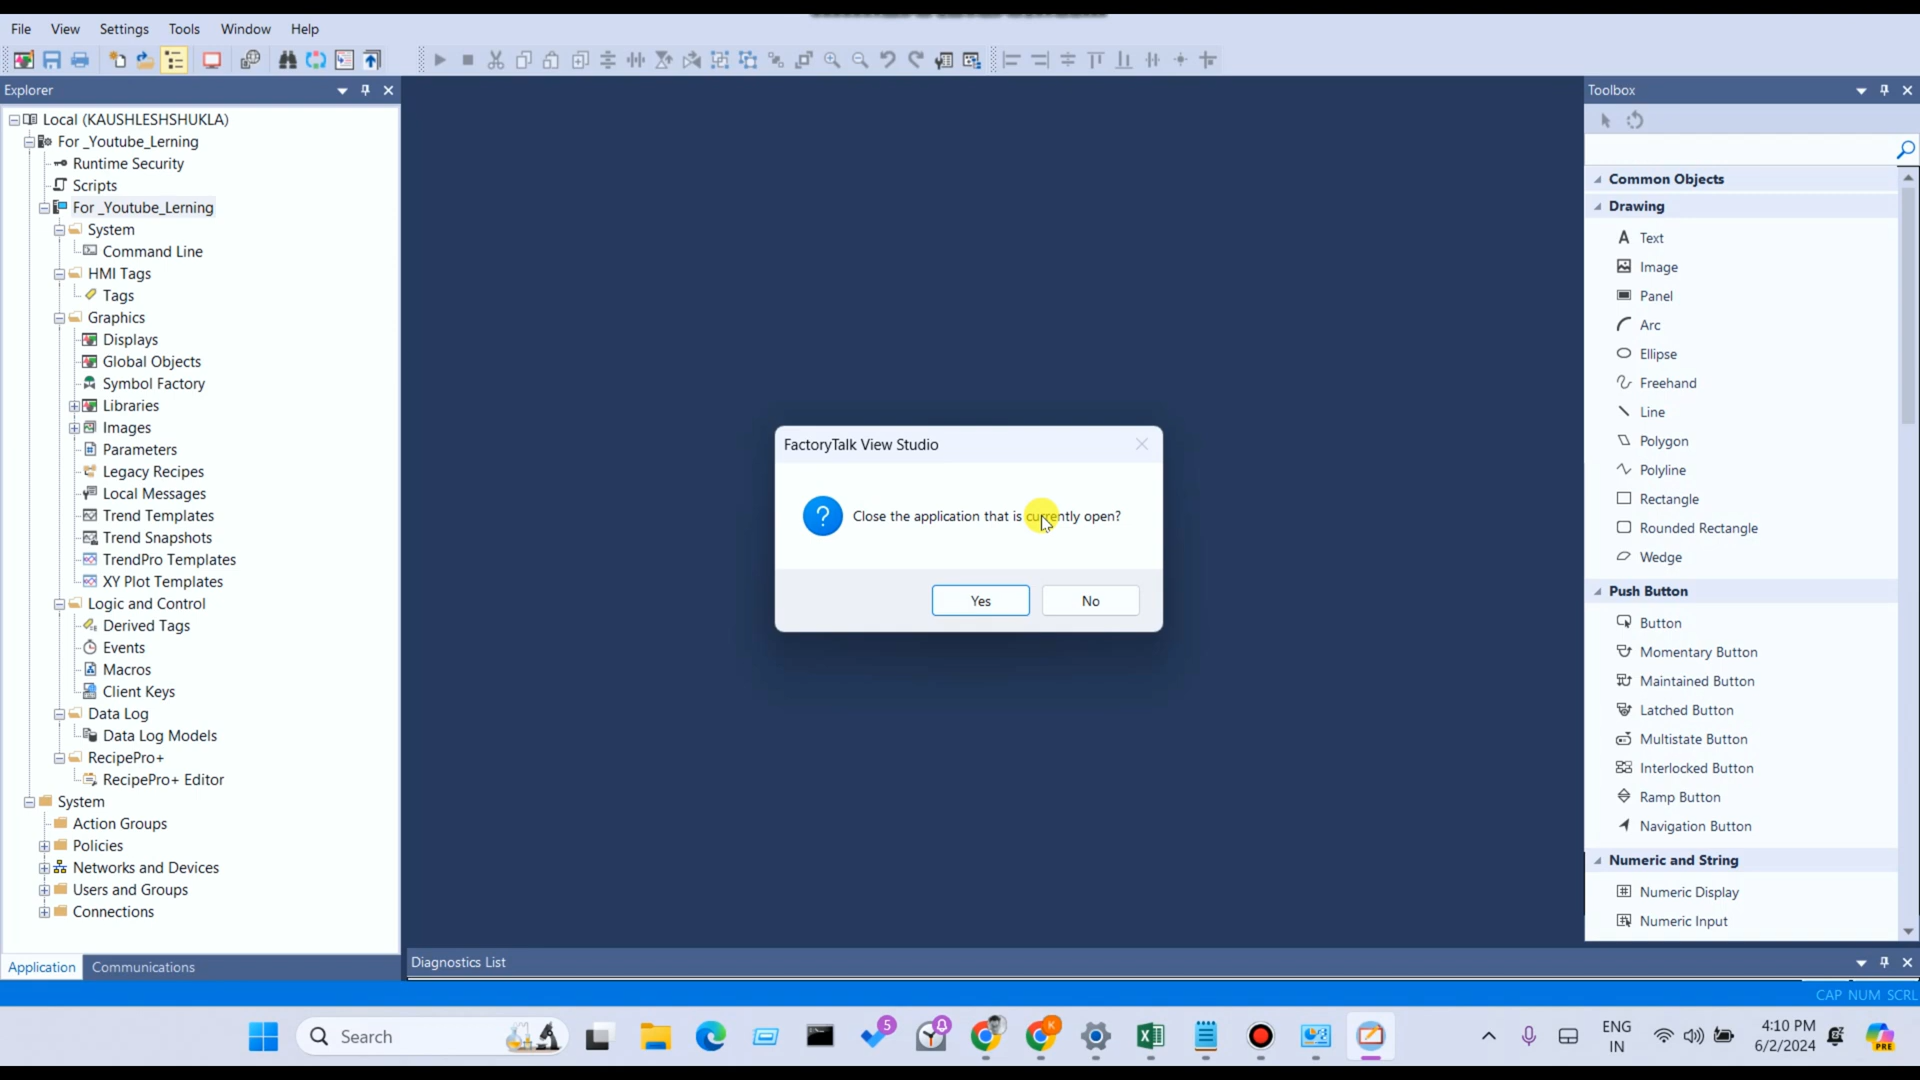 File View Settings Tools Window Help
Explorer
Local (KAUSHLESHSHUKLA)
For _Youtube_Lerning
Runtime Security
Scripts
For _Youtube_Lerning
System
Command Line
HMI Tags
Tags
Graphics
Displays
Global Objects
Symbol Factory
Libraries
Images
Parameters
Legacy Recipes
Local Messages
Trend Templates
Trend Snapshots
TrendPro Templates
XY Plot Templates
Logic and Control
Derived Tags
Events
Macros
Client Keys
Data Log
Data Log Models
RecipePro+
RecipePro+ Editor
System
Action Groups
Policies
Networks and Devices
Users and Groups
Connections
Application Communications
FactoryTalk View Studio
Close the application that is currently open?
Yes No
Toolbox
Common Objects
Drawing
Text
Image
Panel
Arc
Ellipse
Freehand
Line
Polygon
Polyline
Rectangle
Rounded Rectangle
Wedge
Push Button
Button
Momentary Button
Maintained Button
Latched Button
Multistate Button
Interlocked Button
Ramp Button
Navigation Button
Numeric and String
Numeric Display
Numeric Input
Diagnostics List
CAP NUM SCRL
Search
5
K
ENG
IN
4:10 PM
6/2/2024
PRE